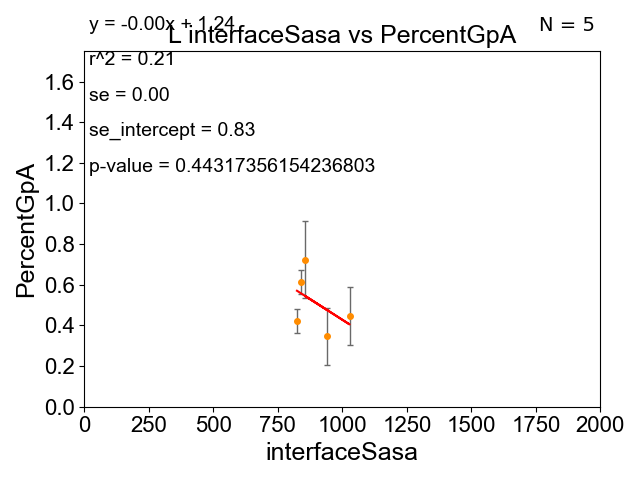 y = -0.00x + 1.24
N = 5
L interfaceSasa vs PercentGpA
r^2 = 0.21
se = 0.00
se_intercept = 0.83
p-value = 0.44317356154236803
PercentGpA
1.6
1.4
1.2
1.0
0.8
0.6
0.4
0.2
0.0
0 250 500 750 1000 1250 1500 1750 2000
interfaceSasa